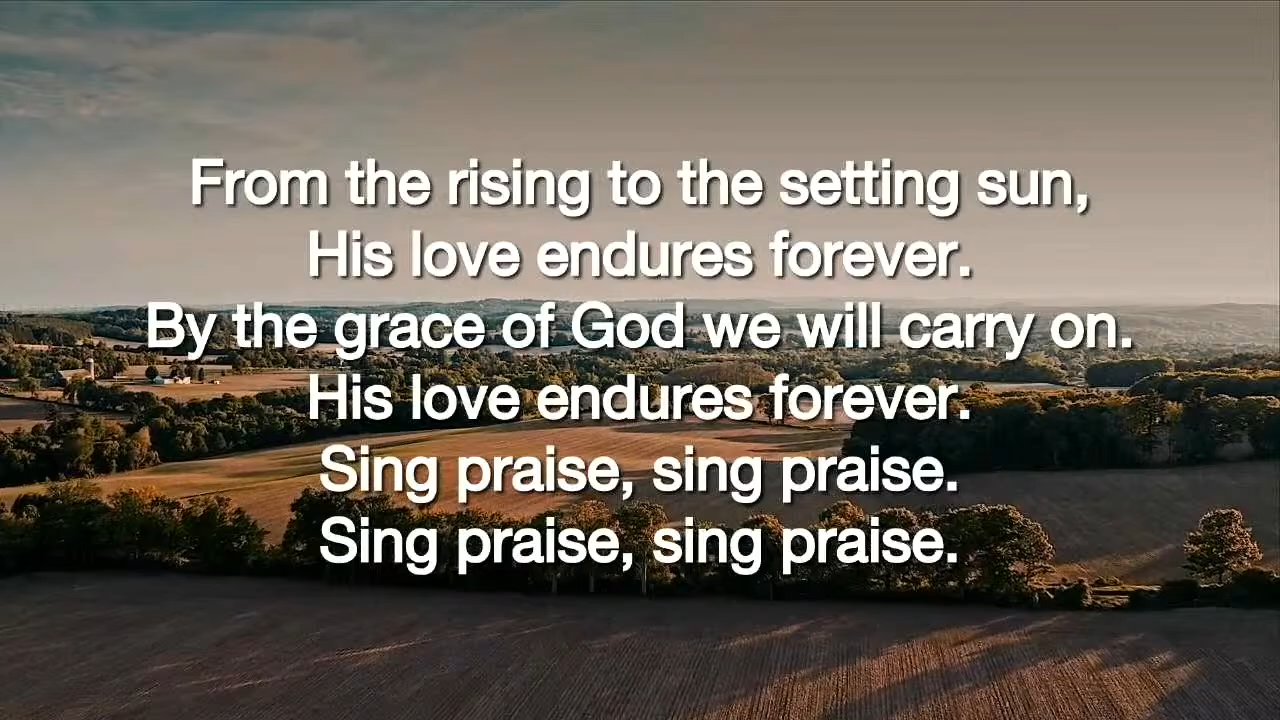 From the rising to the setting sun,
His love endures forever.
By the grace of God we will carry on.
His love endures forever.
Sing praise, sing praise.
Sing praise, sing praise.